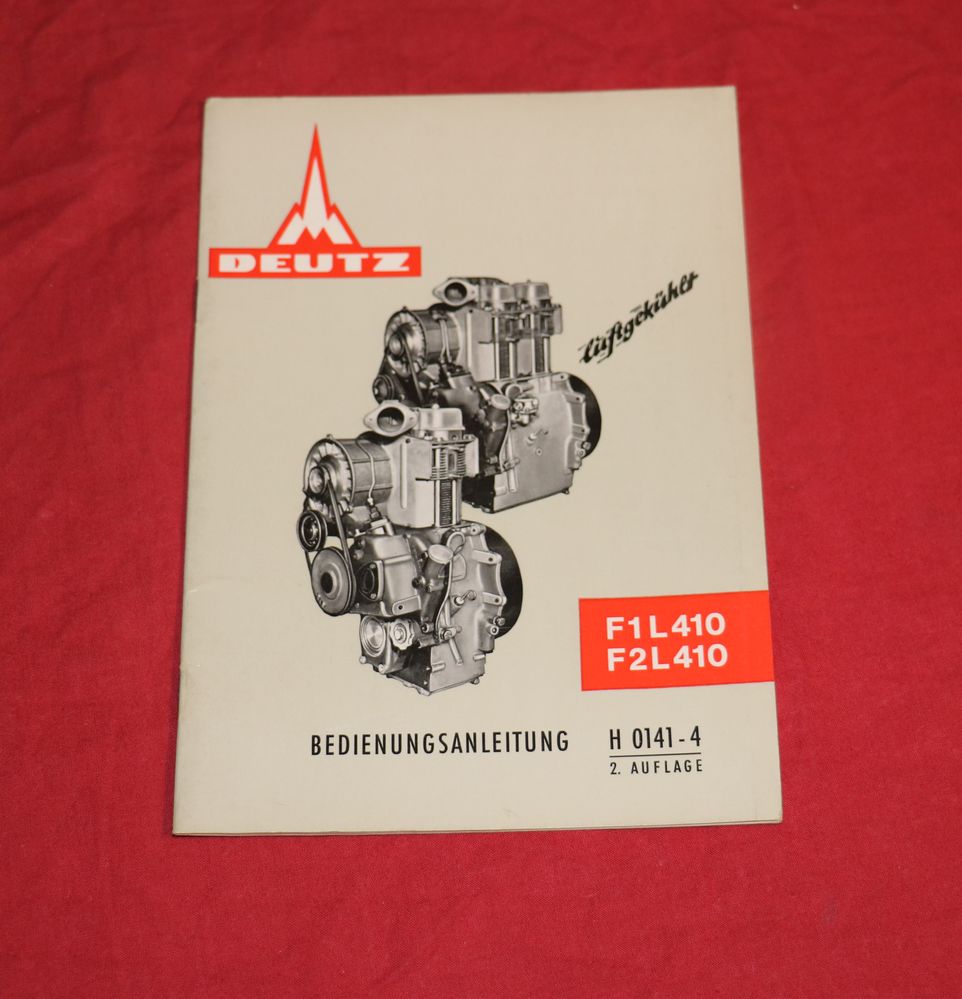 DEUTZ
luftgekühlt
F1L410
F2L410
BEDIENUNGSANLEITUNG H 0141-4
2. AUFLAGE